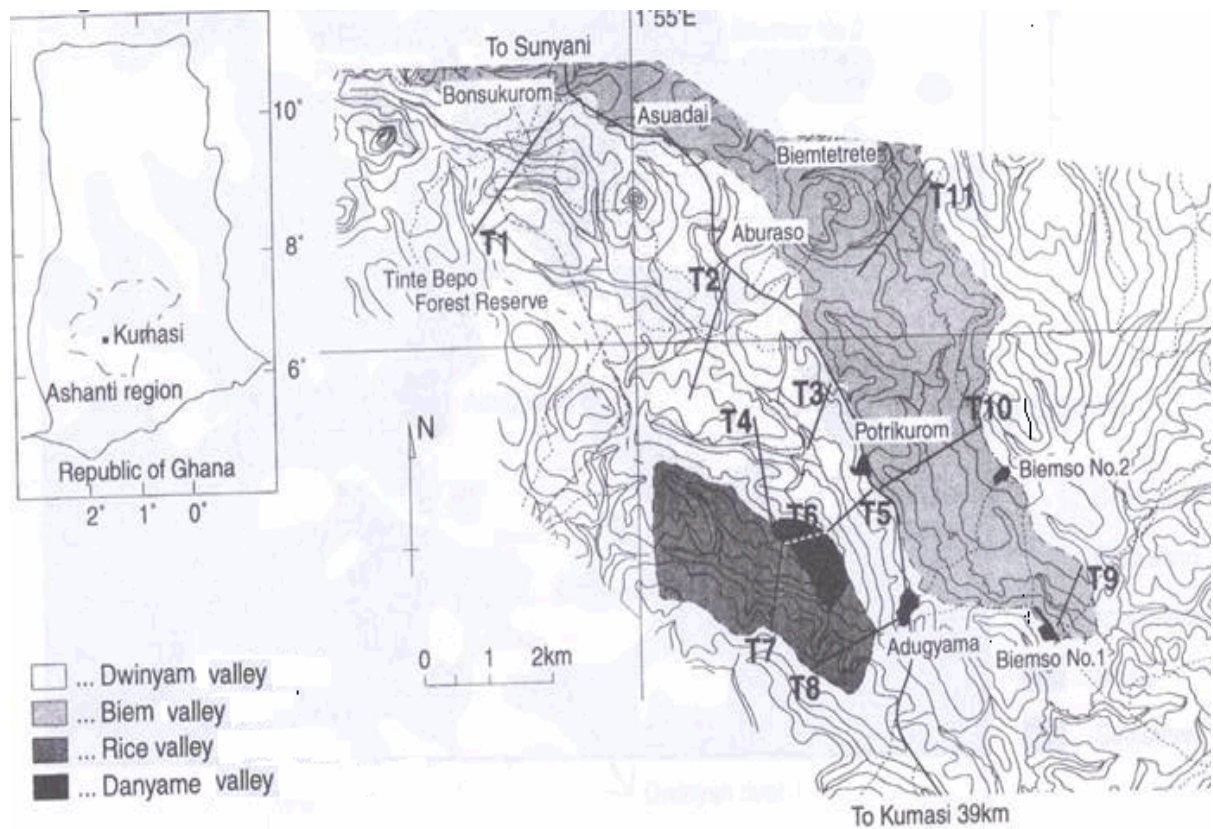 1°55'E
To Sunyani
Bonsukurom
Asuadai
Biemtetrete
10°
8°
6°
T11
T1
Aburaso
T2
Tinte Bepo
Forest Reserve
Kumasi
Ashanti region
Republic of Ghana
2° 1° 0°
N
T3
T10
T4
Potrikurom
Biemso No.2
T6
T5
T9
T7
T8
Adugyama
Biemso No.1
0 1 2km
... Dwinyam valley
... Biem valley
... Rice valley
... Danyame valley
To Kumasi 39km